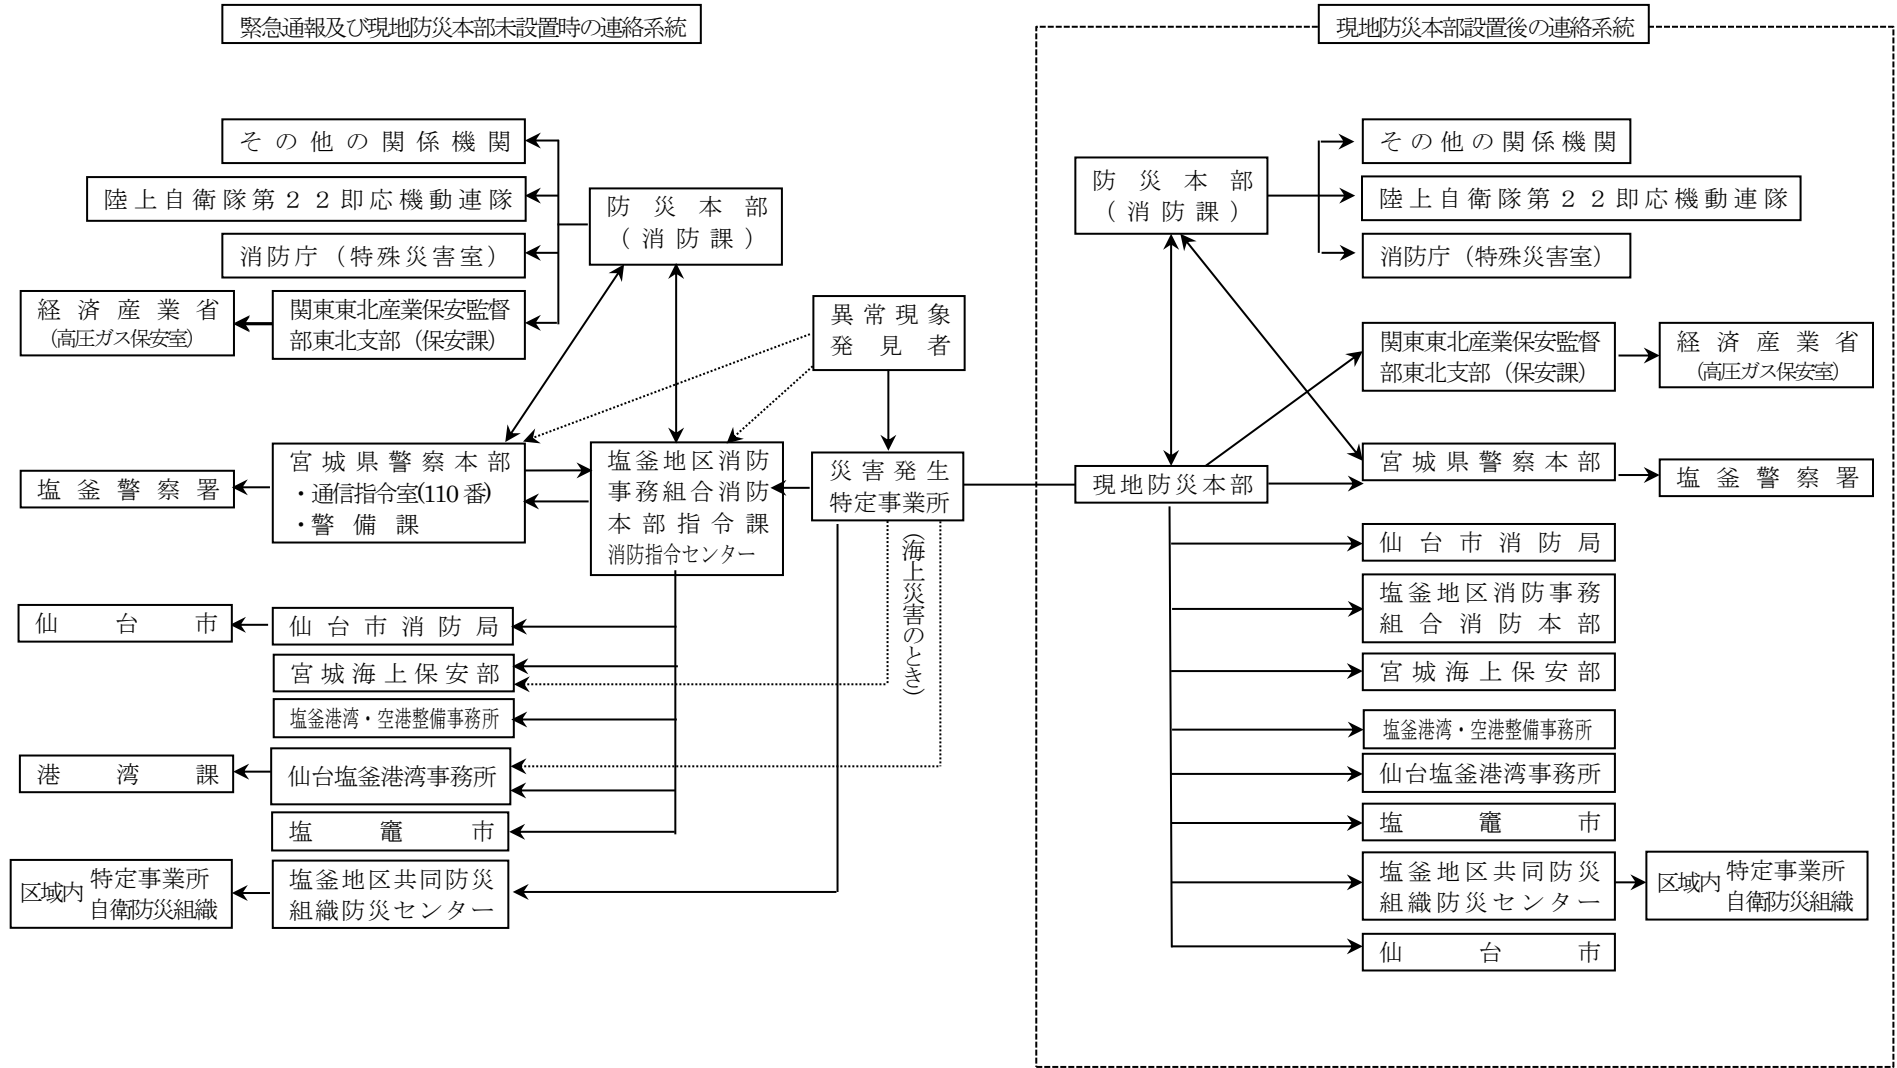 緊急通報及び現地防災本部未設置時の連絡系統
その他の関係機関
陸上自衛隊第22即応機動連隊
消防庁（特殊災害室）
経済産業省
（高圧ガス保安室）
関東東北産業保安監督
部東北支部（保安課）
防災本部
（消防課）
異常現象
発見者
塩釜警察署
宮城県警察本部
・通信指令室（110番）
・警備課
塩釜地区消防
事務組合消防
本部指令課
消防指令センター
災害発生
特定事業所
（海上災害のとき）
仙台市
仙台市消防局
宮城海上保安部
塩釜港湾・空港整備事務所
港湾課
仙台塩釜港湾事務所
塩竈市
区域内
特定事業所
自衛防災組織
塩釜地区共同防災
組織防災センター
現地防災本部設置後の連絡系統
防災本部
（消防課）
その他の関係機関
陸上自衛隊第22即応機動連隊
消防庁（特殊災害室）
関東東北産業保安監督
部東北支部（保安課）
経済産業省
（高圧ガス保安室）
現地防災本部
宮城県警察本部
塩釜警察署
仙台市消防局
塩釜地区消防事務
組合消防本部
宮城海上保安部
塩釜港湾・空港整備事務所
仙台塩釜港湾事務所
塩竈市
塩釜地区共同防災
組織防災センター
区域内
特定事業所
自衛防災組織
仙台市